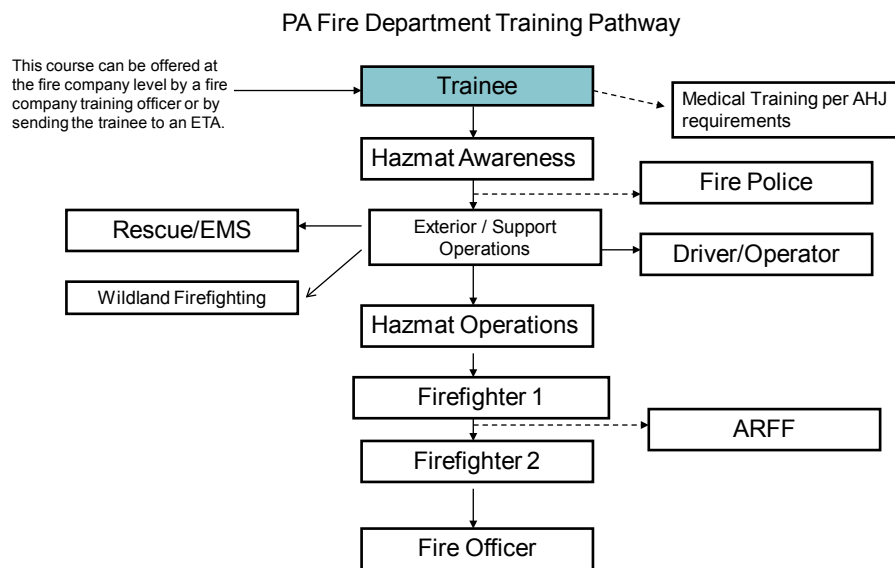 PA Fire Department Training Pathway
This course can be offered at
the fire company level by a fire
company training officer or by
sending the trainee to an ETA.
Trainee
Medical Training per AHJ
requirements
Hazmat Awareness
Fire Police
Rescue/EMS
Exterior / Support
Operations
Driver/Operator
Wildland Firefighting
Hazmat Operations
Firefighter 1
ARFF
Firefighter 2
Fire Officer